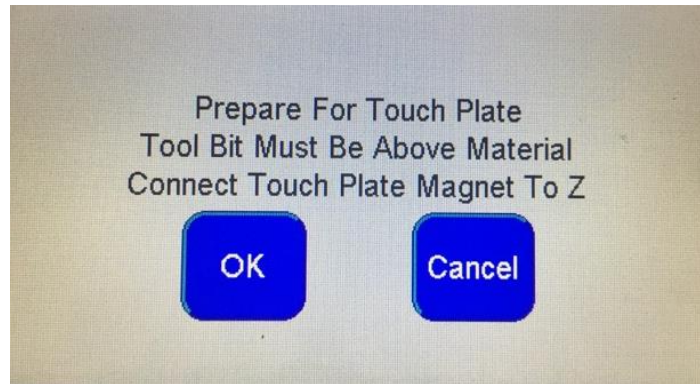 Prepare For Touch Plate
Tool Bit Must Be Above Material
Connect Touch Plate Magnet To Z
OK
Cancel